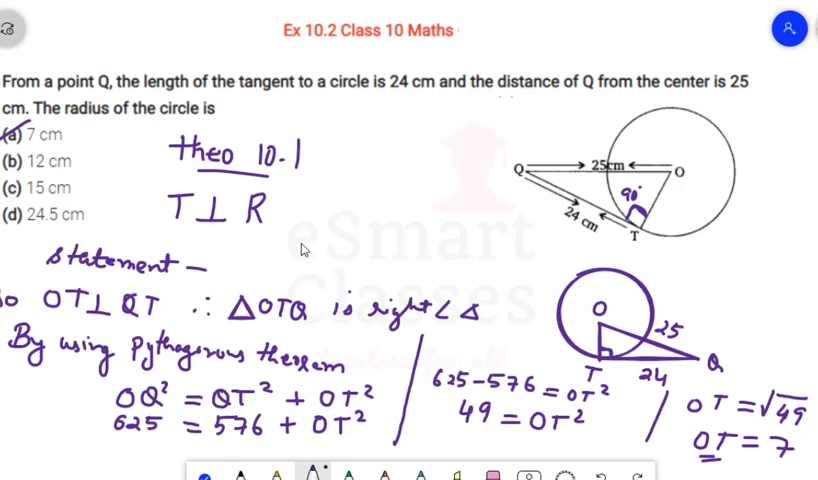 Ex 10.2 Class 10 Maths
From a point Q, the length of the tangent to a circle is 24 cm and the distance of Q from the center is 25
cm. The radius of the circle is
(a) 7 cm
(b) 12 cm
(c) 15 cm
(d) 24.5 cm
theo 10.1
T ⊥ R
Q 25cm O
90°
24 cm
T
eSmart
Classes
Statement —
So OT ⊥ QT ∴ △OTQ is right ∠ △
By using Pythagorous theorem
OQ² = QT² + OT²
625 = 576 + OT²
625 - 576 = OT²
49 = OT²
OT = √49
OT = 7
O
25
T 24 Q